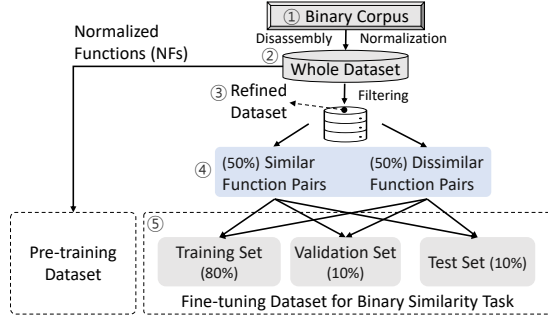 ① Binary Corpus
Disassembly Normalization
Normalized
Functions (NFs)
②
Whole Dataset
③ Refined
Dataset
Filtering
④
(50%) Similar
Function Pairs
(50%) Dissimilar
Function Pairs
⑤
Pre-training
Dataset
Training Set
(80%)
Validation Set
(10%)
Test Set (10%)
Fine-tuning Dataset for Binary Similarity Task